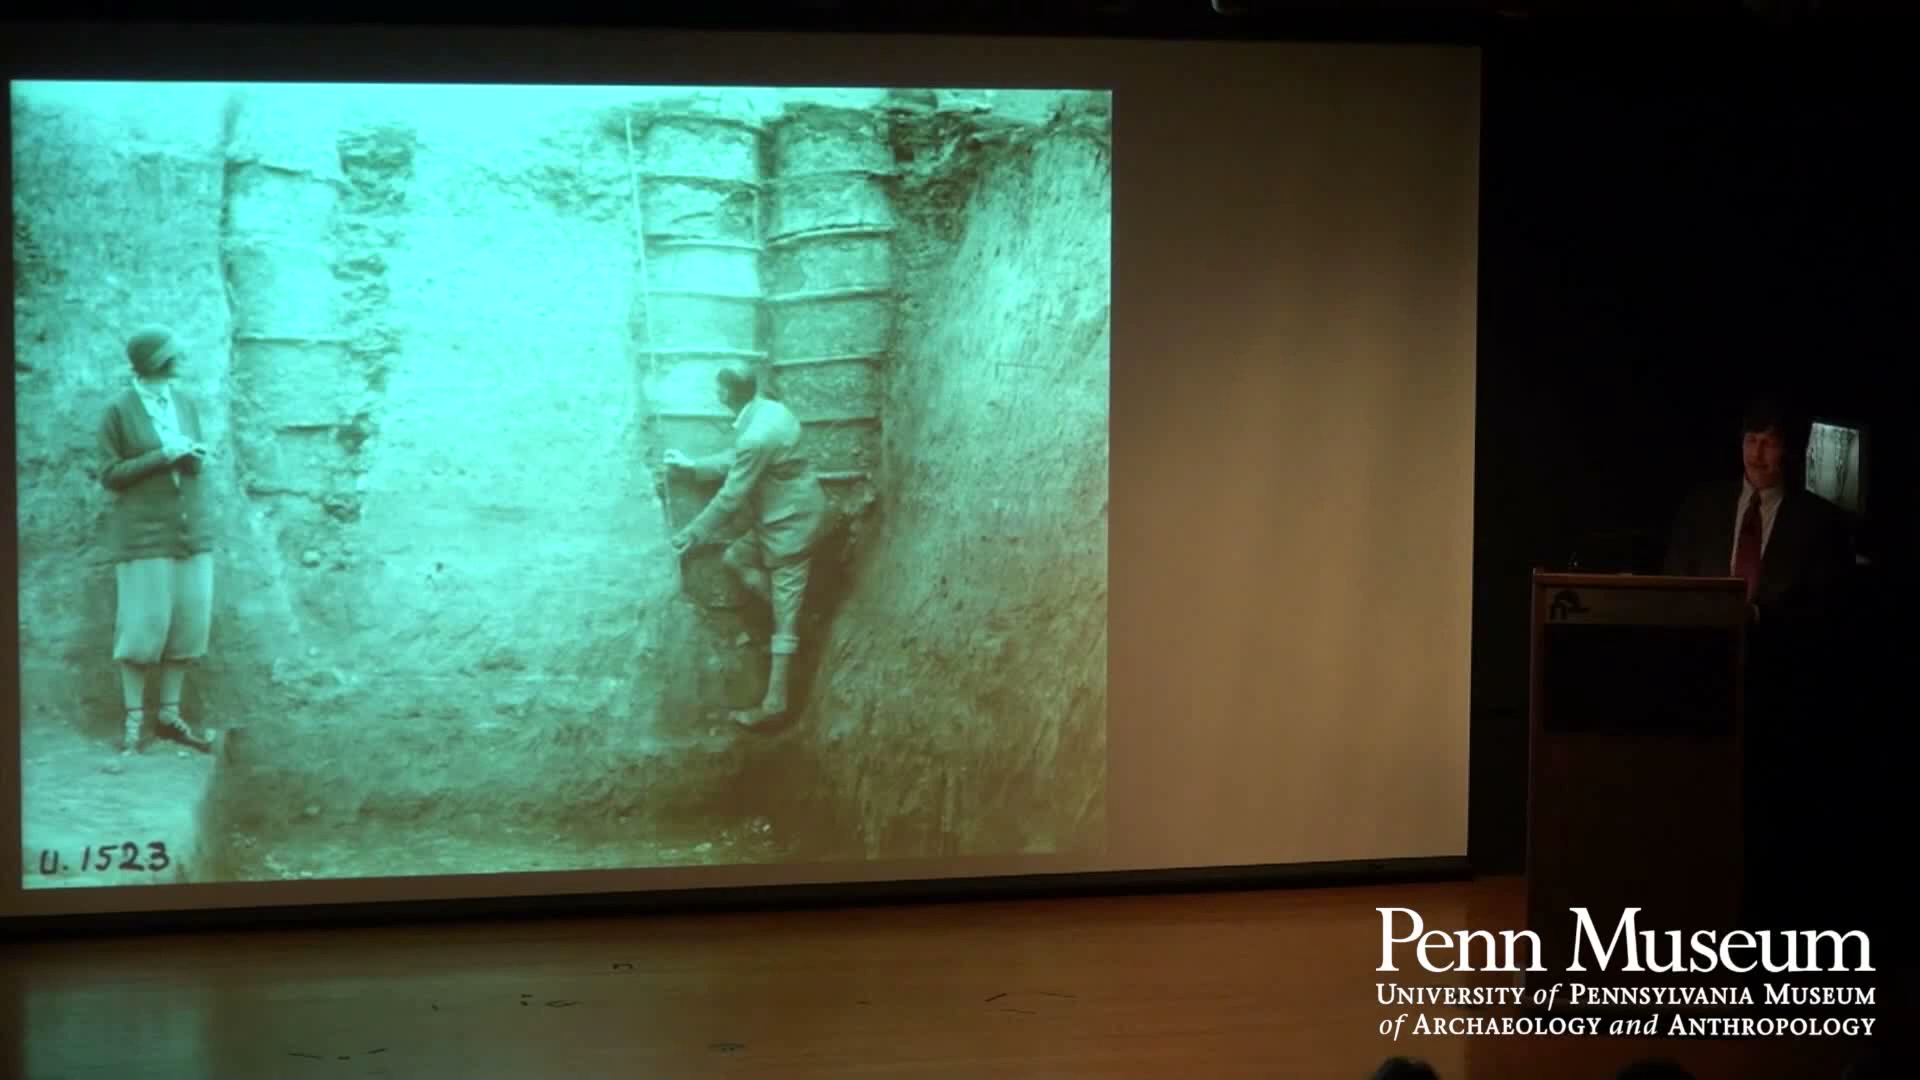 U. 1523
Penn Museum
UNIVERSITY of PENNSYLVANIA MUSEUM
of ARCHAEOLOGY and ANTHROPOLOGY